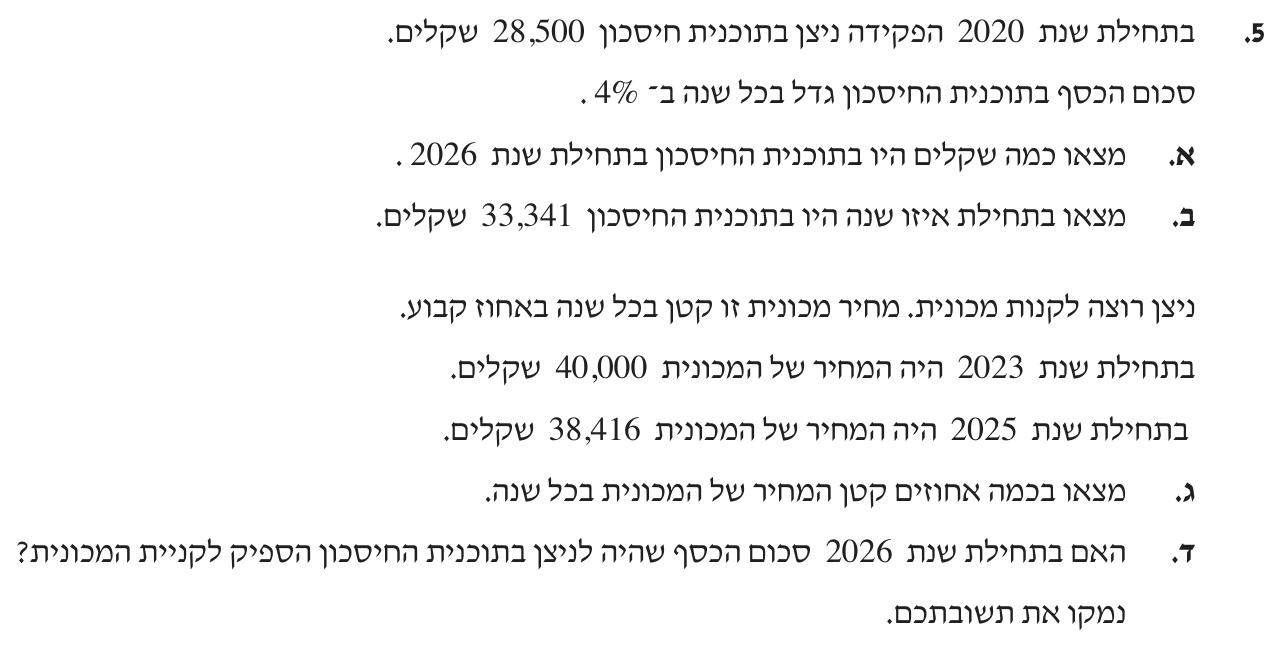 5. בתחילת שנת 2020 הפקידה ניצן בתוכנית חיסכון 28,500 שקלים.
סכום הכסף בתוכנית החיסכון גדל בכל שנה ב־ 4% .
א. מצאו כמה שקלים היו בתוכנית החיסכון בתחילת שנת 2026 .
ב. מצאו בתחילת איזו שנה היו בתוכנית החיסכון 33,341 שקלים.
ניצן רוצה לקנות מכונית. מחיר מכונית זו קטן בכל שנה באחוז קבוע.
בתחילת שנת 2023 היה המחיר של המכונית 40,000 שקלים.
בתחילת שנת 2025 היה המחיר של המכונית 38,416 שקלים.
ג. מצאו בכמה אחוזים קטן המחיר של המכונית בכל שנה.
ד. האם בתחילת שנת 2026 סכום הכסף שהיה לניצן בתוכנית החיסכון הספיק לקניית המכונית?
נמקו את תשובתכם.